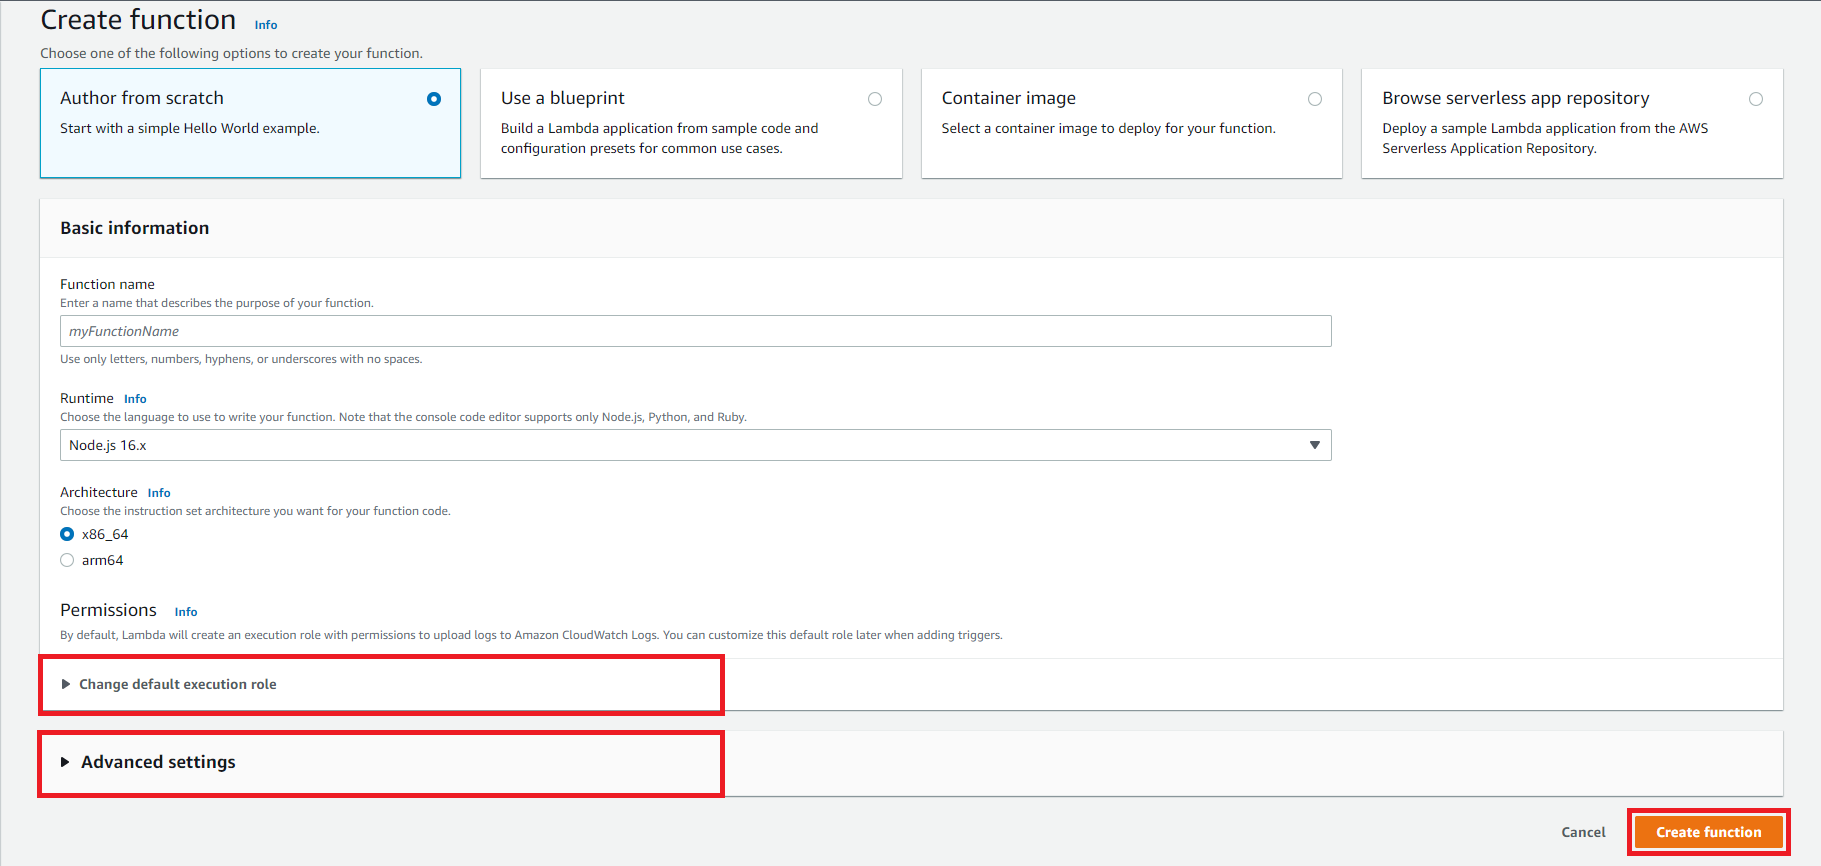 Create function Info
Choose one of the following options to create your function.
Author from scratch
Start with a simple Hello World example.
Use a blueprint
Build a Lambda application from sample code and
configuration presets for common use cases.
Container image
Select a container image to deploy for your function.
Browse serverless app repository
Deploy a sample Lambda application from the AWS
Serverless Application Repository.
Basic information
Function name
Enter a name that describes the purpose of your function.
myFunctionName
Use only letters, numbers, hyphens, or underscores with no spaces.
Runtime Info
Choose the language to use to write your function. Note that the console code editor supports only Node.js, Python, and Ruby.
Node.js 16.x
Architecture Info
Choose the instruction set architecture you want for your function code.
x86_64
arm64
Permissions Info
By default, Lambda will create an execution role with permissions to upload logs to Amazon CloudWatch Logs. You can customize this default role later when adding triggers.
Change default execution role
Advanced settings
Cancel Create function